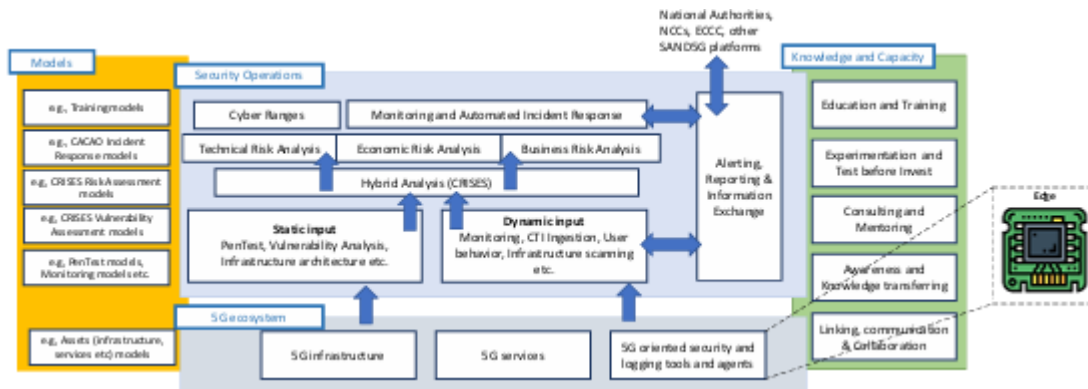 National Authorities,
NCCs, ECCC, other
SAND5G platforms
Models
e.g., Training models
e.g., CACAO Incident
Response models
e.g., CRISES Risk Assessment
models
e.g., CRISES Vulnerability
Assessment models
e.g., PenTest models,
Monitoring models etc.
e.g., Assets (infrastructure,
services etc) models
Security Operations
Cyber Ranges
Monitoring and Automated Incident Response
Technical Risk Analysis
Economic Risk Analysis
Business Risk Analysis
Hybrid Analysis (CRISES)
Static input
PenTest, Vulnerability Analysis,
Infrastructure architecture etc.
Dynamic input
Monitoring, CTI Ingestion, User
behavior, Infrastructure scanning
etc.
Alerting,
Reporting &
Information
Exchange
5G ecosystem
5G infrastructure
5G services
5G oriented security and
logging tools and agents
Knowledge and Capacity
Education and Training
Experimentation and
Test before Invest
Consulting and
Mentoring
Awareness and
Knowledge transferring
Linking, communication
& Collaboration
Edge